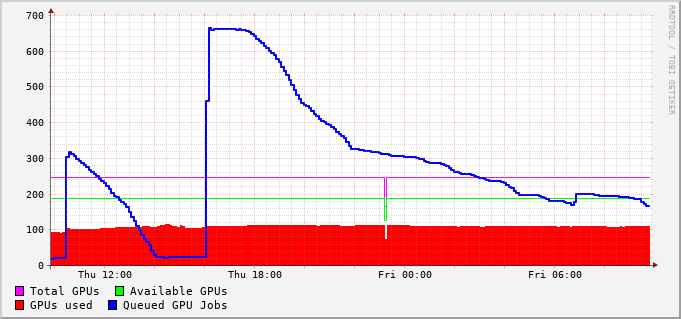 700
600
500
400
300
200
100
0
Thu 12:00 Thu 18:00 Fri 00:00 Fri 06:00
Total GPUs Available GPUs
GPUs used Queued GPU Jobs
RRDTOOL / TOBI OETIKER